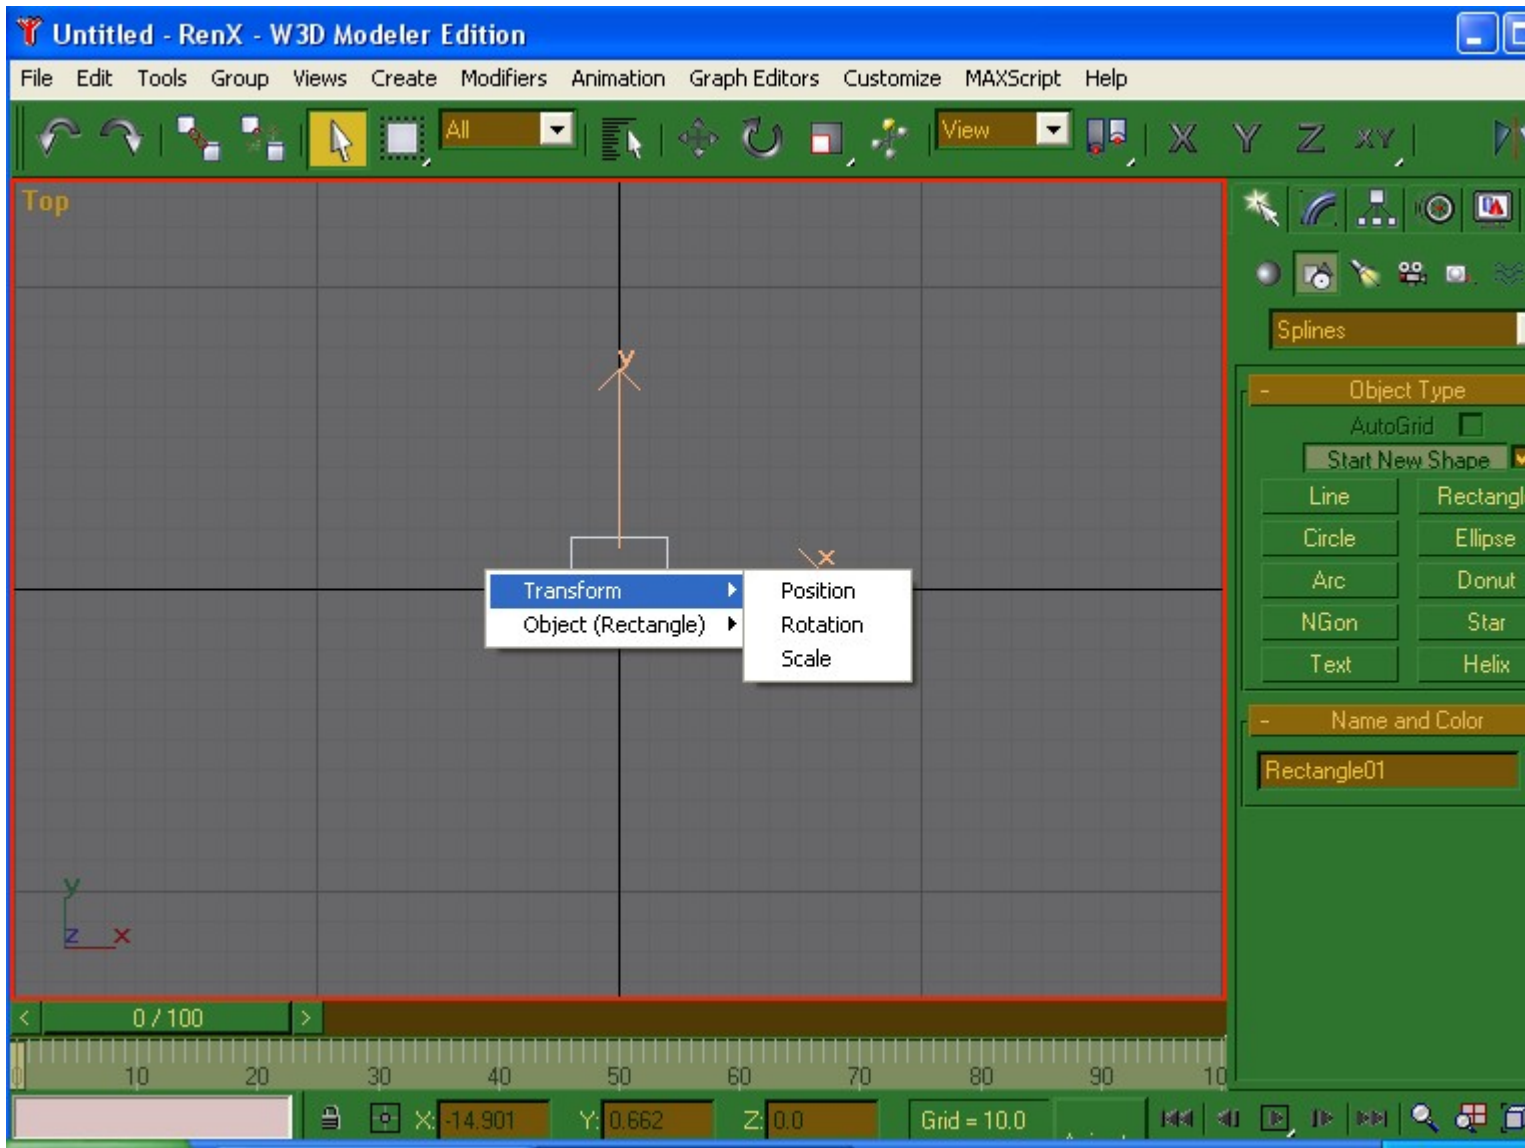 Untitled - RenX - W3D Modeler Edition
File Edit Tools Group Views Create Modifiers Animation Graph Editors Customize MAXScript Help
All View X Y Z XY
Top
Splines
- Object Type
AutoGrid
Start New Shape
Line Rectangl
Circle Ellipse
Arc Donut
NGon Star
Text Helix
- Name and Color
Rectangle01
y
x
Transform
Object (Rectangle)
Position
Rotation
Scale
y
z x
< 0 / 100 >
0 10 20 30 40 50 60 70 80 90 10
X: -14.901 Y: 0.662 Z: 0.0 Grid = 10.0